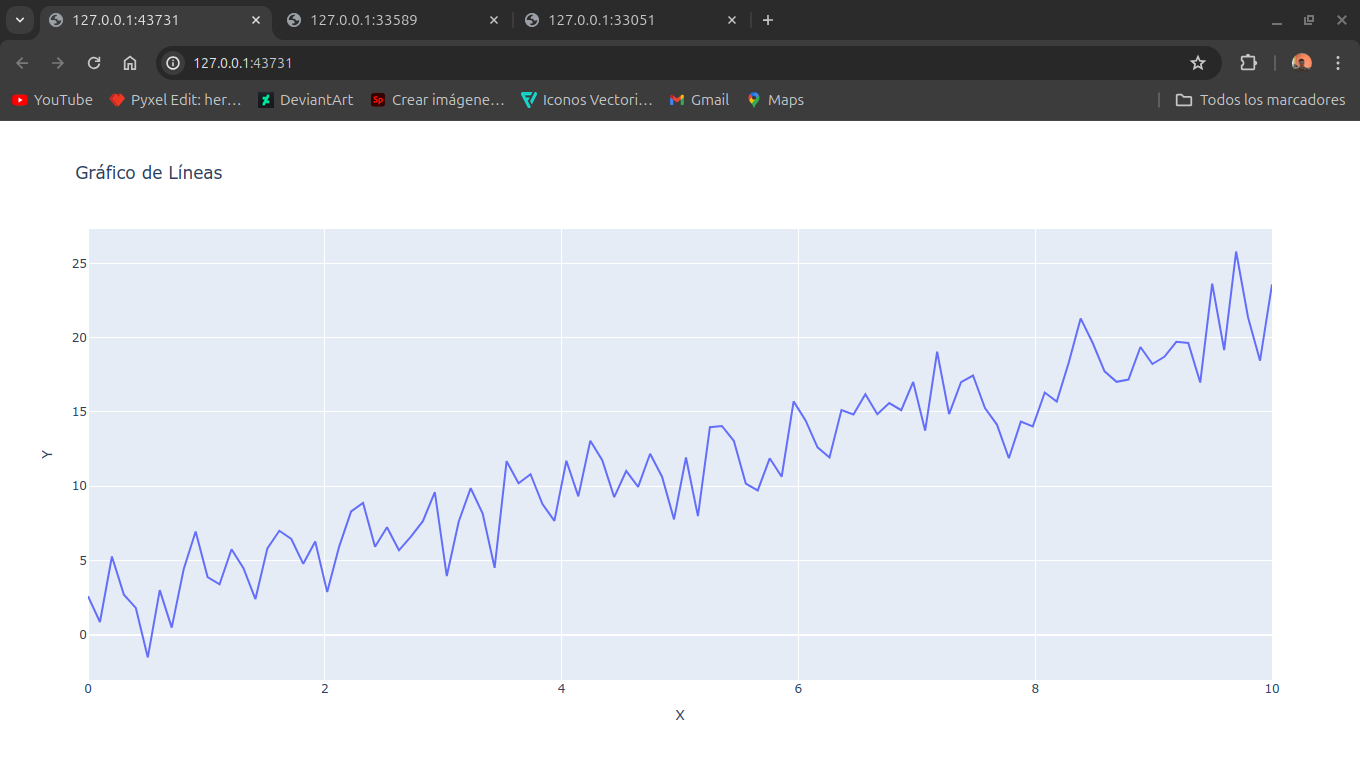 127.0.0.1:43731 127.0.0.1:33589 127.0.0.1:33051
127.0.0.1:43731
YouTube Pyxel Edit: her... DeviantArt Sp Crear imágene... Iconos Vectori... Gmail Maps Todos los marcadores
Gráfico de Líneas
25
20
15
Y
10
5
0
0 2 4 6 8 10
X